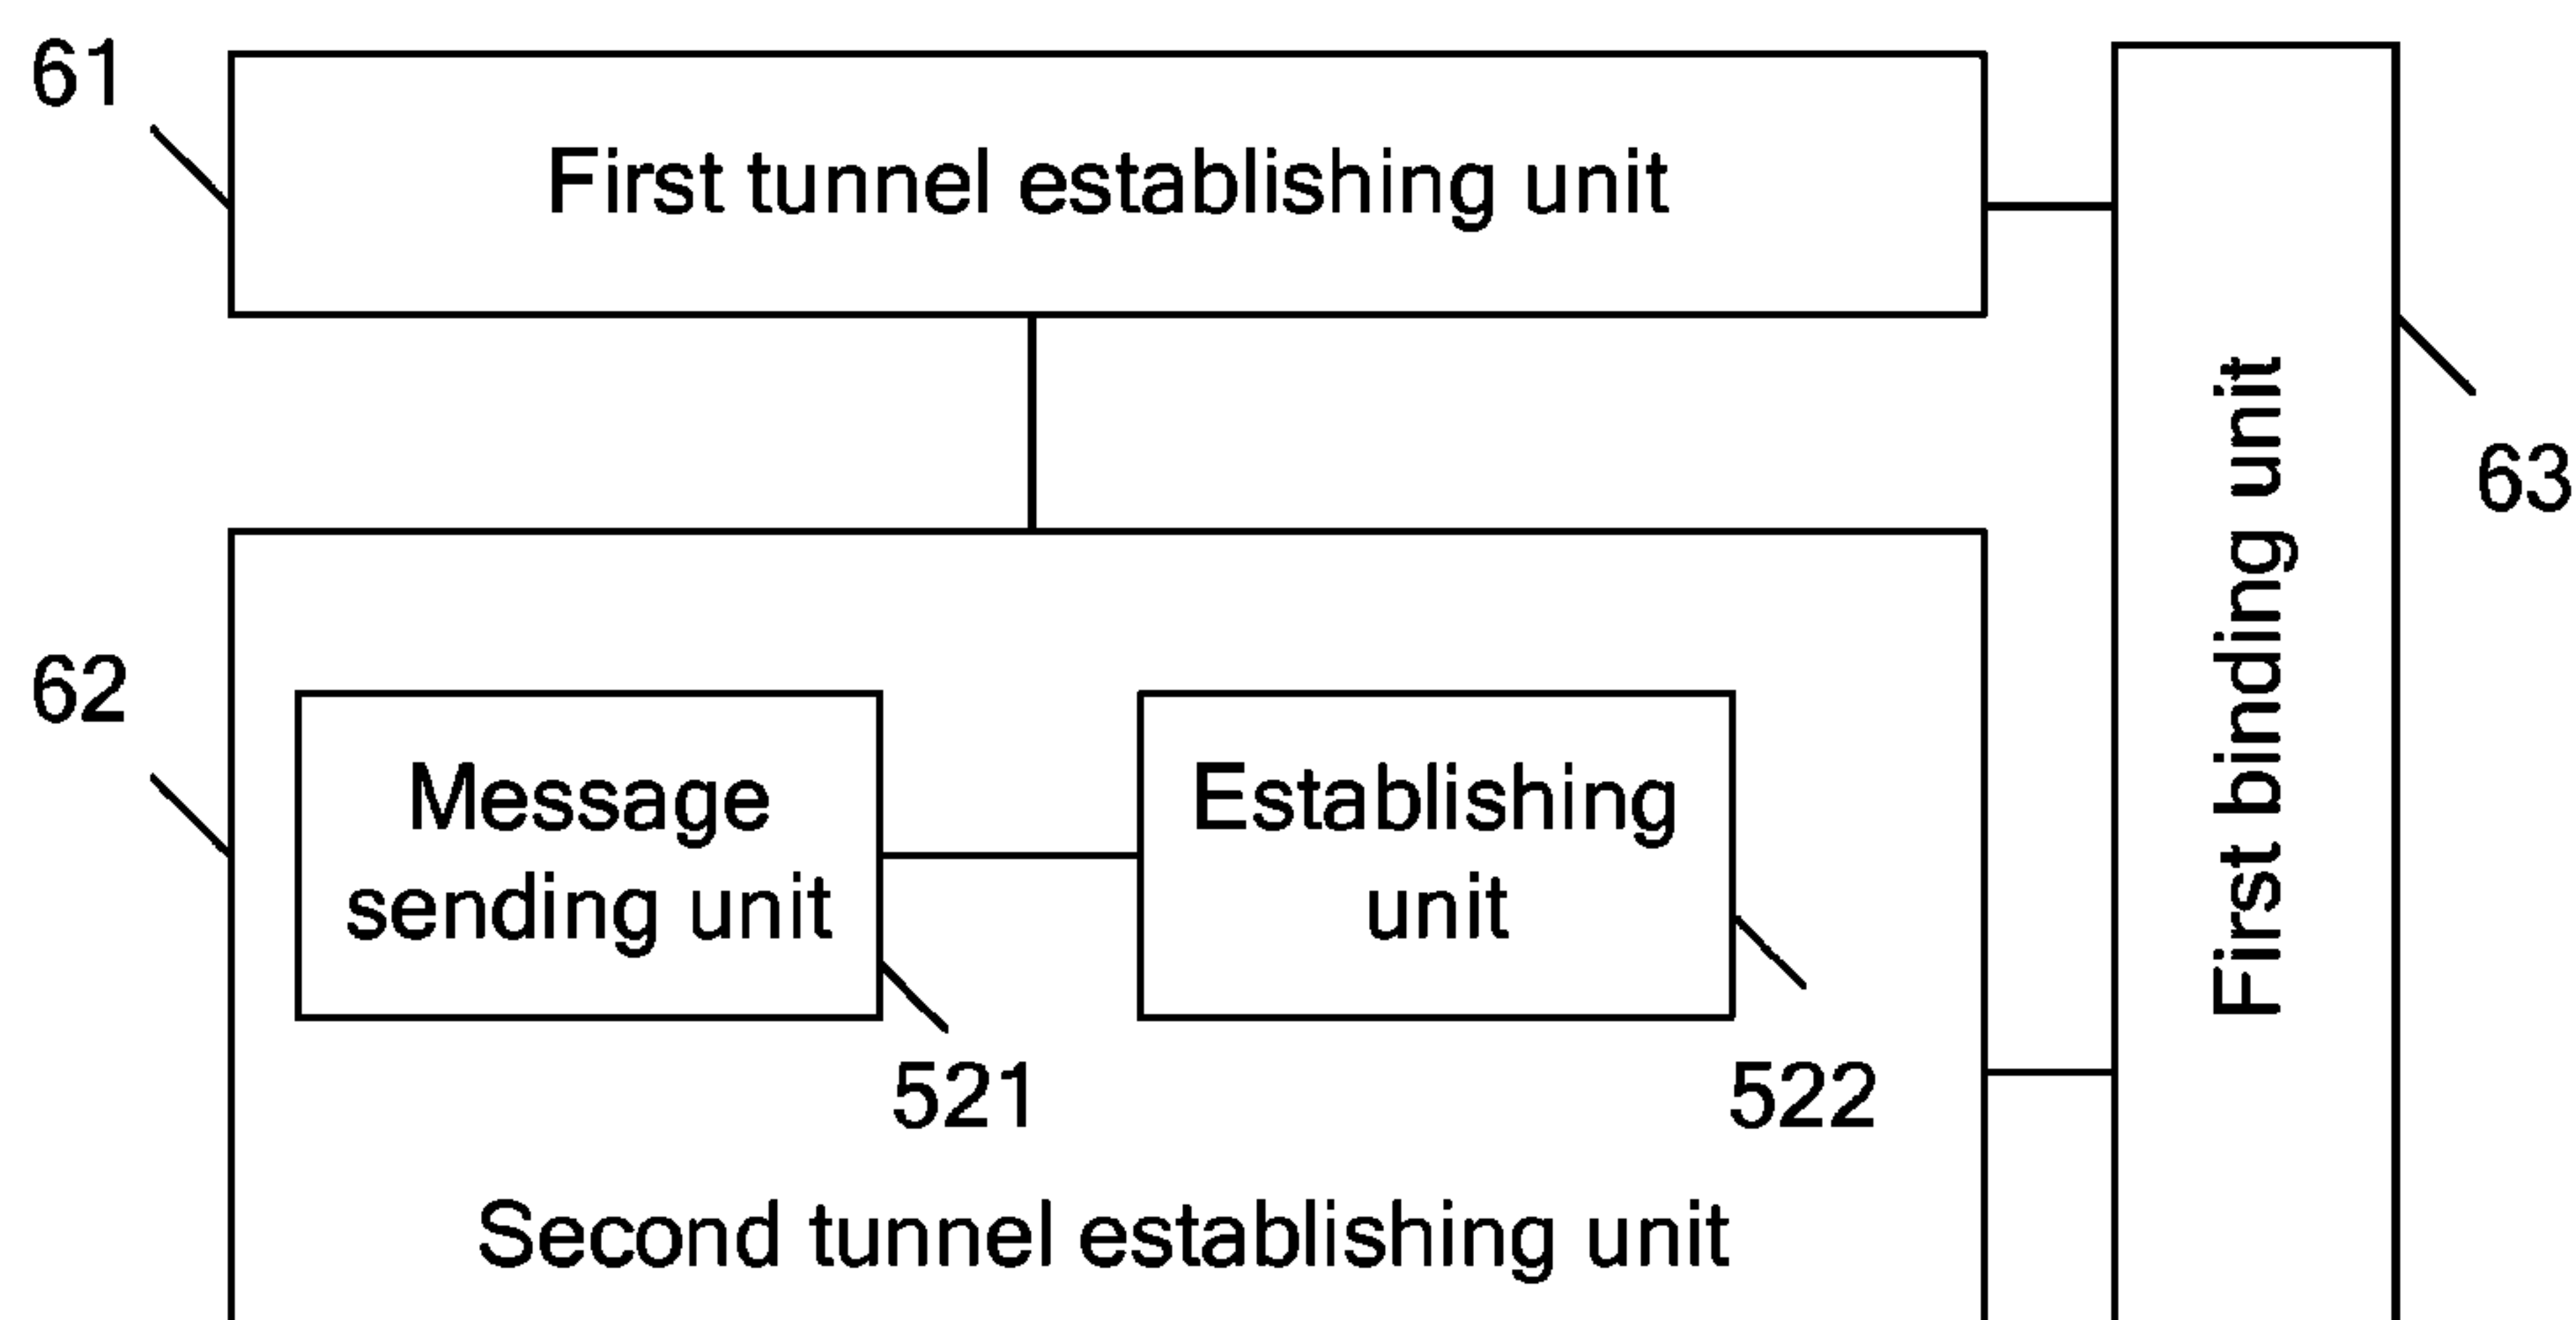 61
First tunnel establishing unit
First binding unit
63
62
Message
sending unit
Establishing
unit
521
522
Second tunnel establishing unit